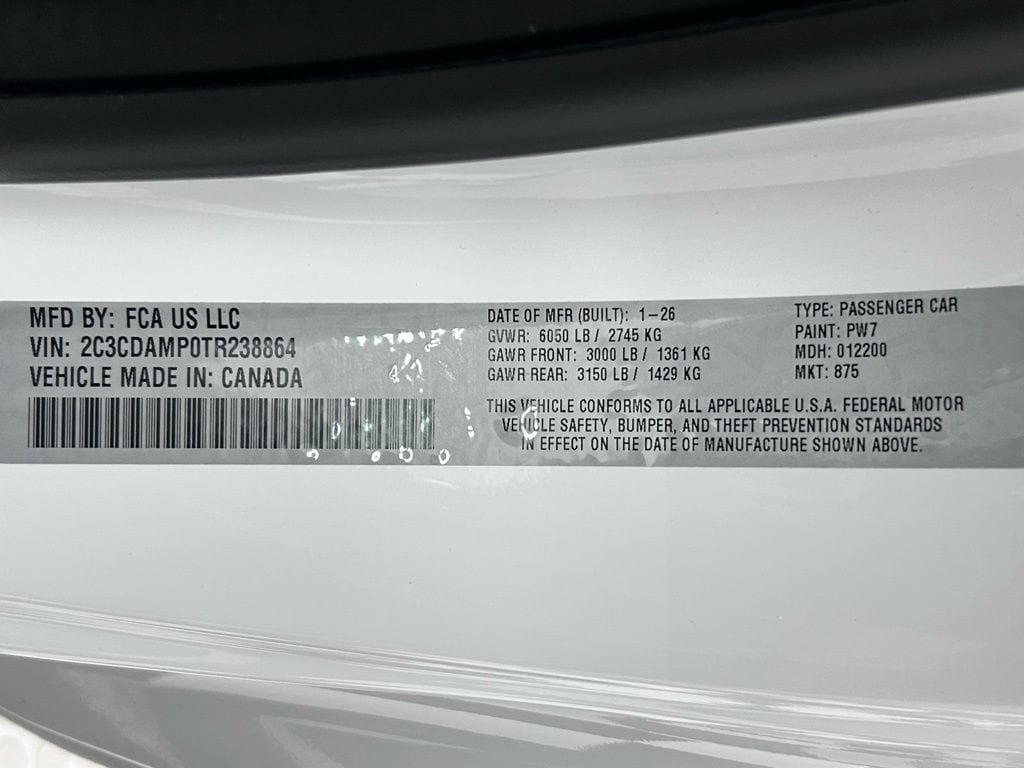 MFD BY: FCA US LLC
VIN: 2C3CDAMP0TR238864
VEHICLE MADE IN: CANADA
DATE OF MFR (BUILT): 1-26
GVWR: 6050 LB / 2745 KG
GAWR FRONT: 3000 LB / 1361 KG
GAWR REAR: 3150 LB / 1429 KG
TYPE: PASSENGER CAR
PAINT: PW7
MDH: 012200
MKT: 875
THIS VEHICLE CONFORMS TO ALL APPLICABLE U.S.A. FEDERAL MOTOR
VEHICLE SAFETY, BUMPER, AND THEFT PREVENTION STANDARDS
IN EFFECT ON THE DATE OF MANUFACTURE SHOWN ABOVE.